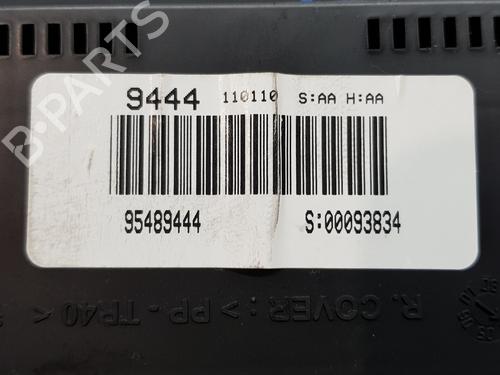 9444 110110 S:AA H:AA
95489444 S:00093834
R. COVER : >PP - TR40<
B-PARTS